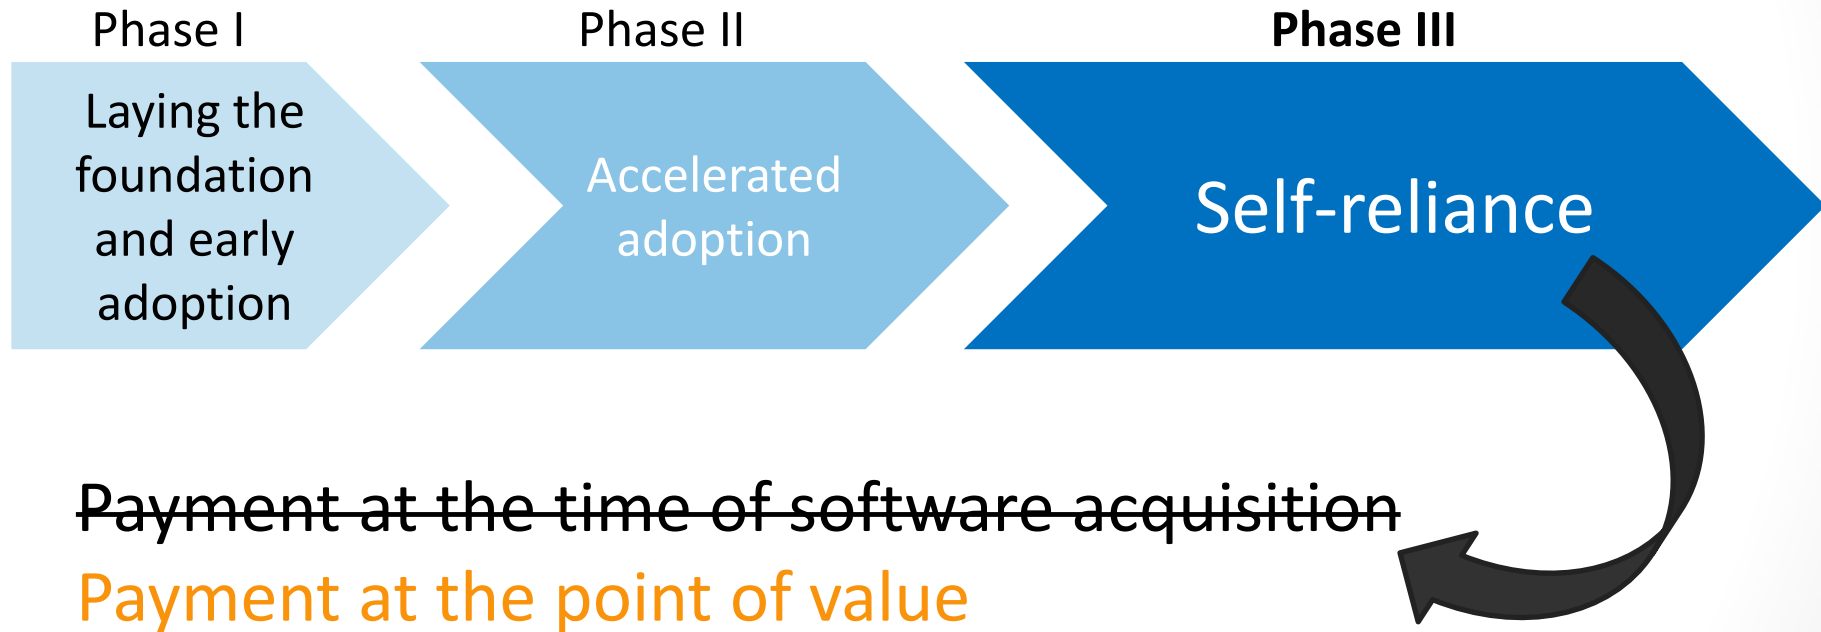 Phase I
Phase II
Phase III
Laying the
foundation
and early
adoption
Accelerated
adoption
Self-reliance
Payment at the time of software acquisition
Payment at the point of value